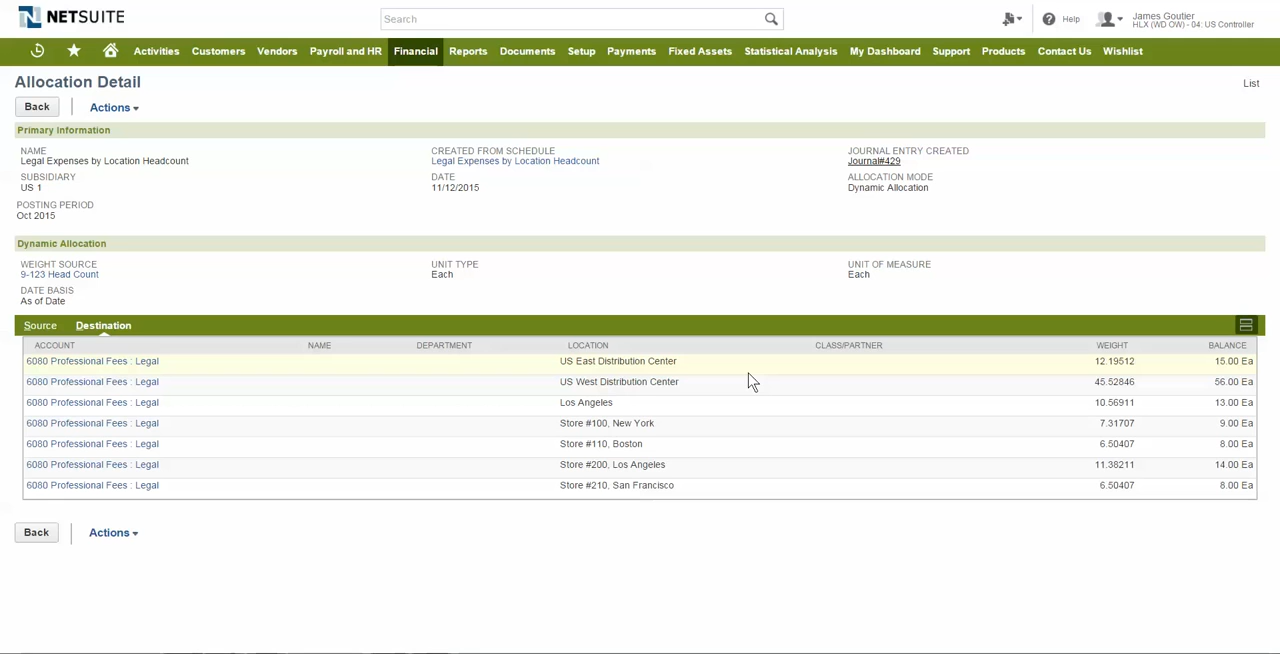 NETSUITE
Search
Help
James Goutier
HLX (WD OW) - 04: US Controller
Activities Customers Vendors Payroll and HR Financial Reports Documents Setup Payments Fixed Assets Statistical Analysis My Dashboard Support Products Contact Us Wishlist
Allocation Detail
List
Back Actions
Primary Information
NAME CREATED FROM SCHEDULE JOURNAL ENTRY CREATED
Legal Expenses by Location Headcount Legal Expenses by Location Headcount Journal#429
SUBSIDIARY DATE ALLOCATION MODE
US 1 11/12/2015 Dynamic Allocation
POSTING PERIOD
Oct 2015
Dynamic Allocation
WEIGHT SOURCE UNIT TYPE UNIT OF MEASURE
9-123 Head Count Each Each
DATE BASIS
As of Date
Source Destination
ACCOUNT NAME DEPARTMENT LOCATION CLASS/PARTNER WEIGHT BALANCE
6080 Professional Fees : Legal US East Distribution Center 12.19512 15.00 Ea
6080 Professional Fees : Legal US West Distribution Center 45.52846 56.00 Ea
6080 Professional Fees : Legal Los Angeles 10.56911 13.00 Ea
6080 Professional Fees : Legal Store #100, New York 7.31707 9.00 Ea
6080 Professional Fees : Legal Store #110, Boston 6.50407 8.00 Ea
6080 Professional Fees : Legal Store #200, Los Angeles 11.38211 14.00 Ea
6080 Professional Fees : Legal Store #210, San Francisco 6.50407 8.00 Ea
Back Actions